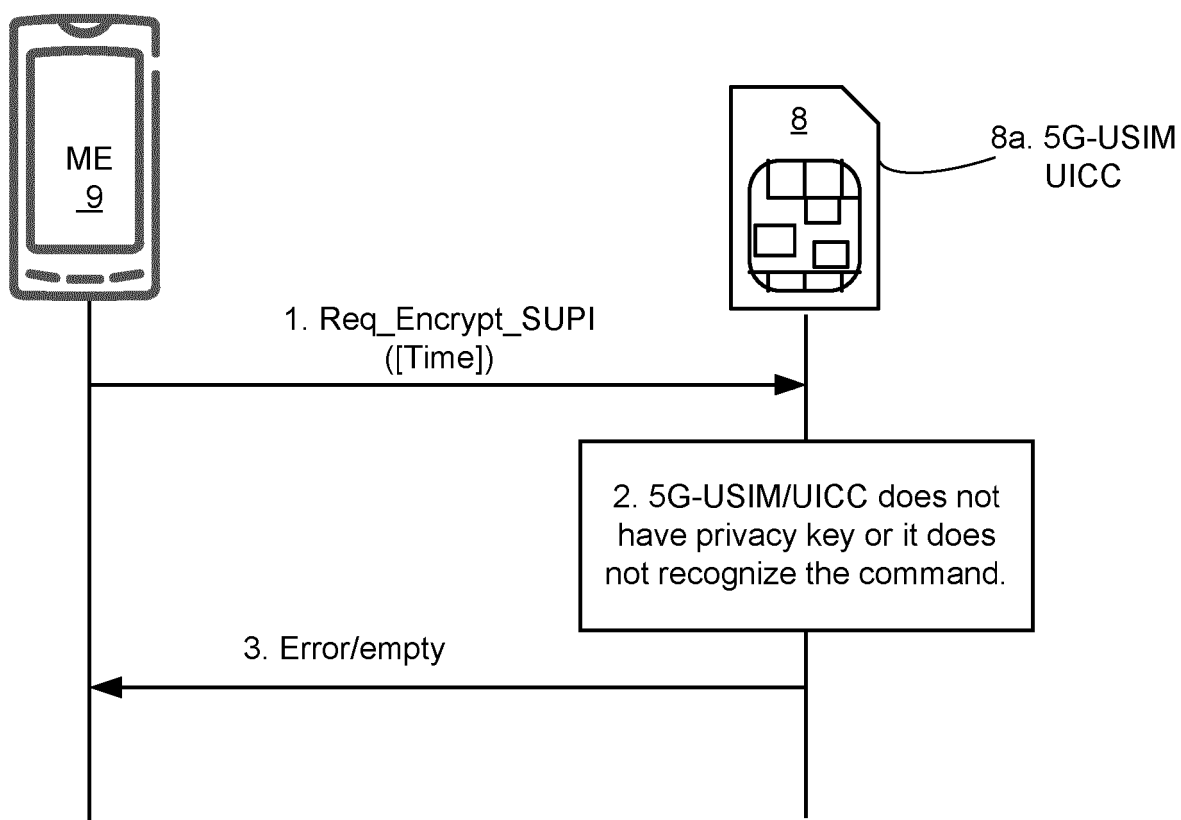 ME
9
8
8a. 5G-USIM
UICC
1. Req_Encrypt_SUPI
([Time])
2. 5G-USIM/UICC does not
have privacy key or it does
not recognize the command.
3. Error/empty